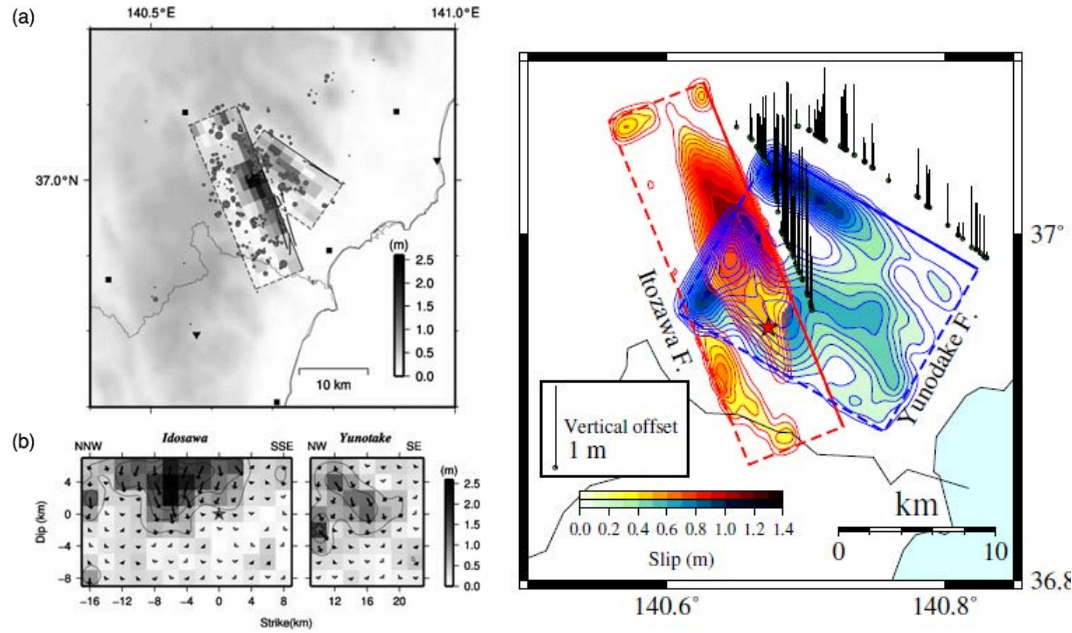 (a)
140.5°E
141.0°E
37.0°N
(m)
2.5
2.0
1.5
1.0
0.5
0.0
10 km
(b)
NNW
Idosawa
SSE
NW
Yunotake
SE
(m)
4
0
-4
-8
2.5
2.0
1.5
1.0
0.5
0.0
Dip (km)
-16 -12 -8 -4 0 4 8
12 16 20
Strike(km)
Itozawa F.
Yunodake F.
37°
Vertical offset
1 m
0.0 0.2 0.4 0.6 0.8 1.0 1.2 1.4
Slip (m)
km
0 10
36.8
140.6°
140.8°